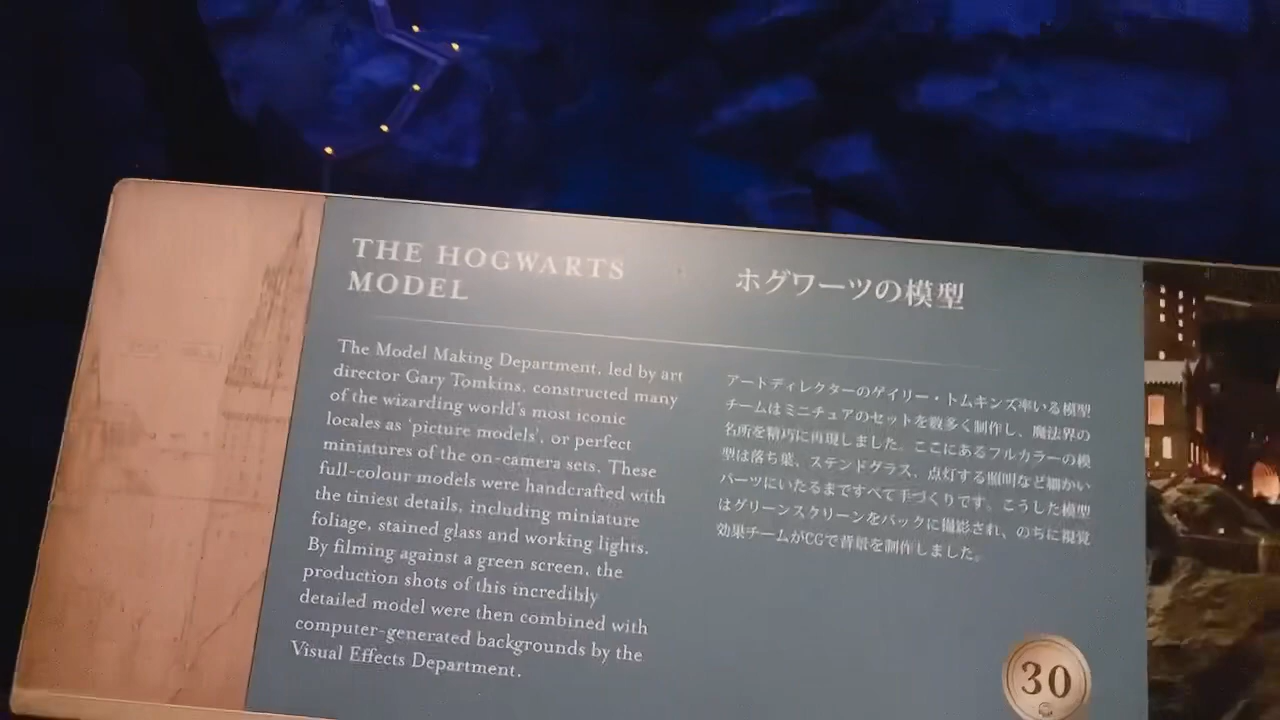 THE HOGWARTS
MODEL
The Model Making Department, led by art
director Gary Tomkins, constructed many
of the wizarding world's most iconic
locales as 'picture models', or perfect
miniatures of the on-camera sets. These
full-colour models were handcrafted with
the tiniest details, including miniature
foliage, stained glass and working lights.
By filming against a green screen, the
production shots of this incredibly
detailed model were then combined with
computer-generated backgrounds by the
Visual Effects Department.
ホグワーツの模型
アートディレクターのゲイリー・トムキンズ率いる模型
チームはミニチュアのセットを数多く制作し、魔法界の
名所を精巧に再現しました。ここにあるフルカラーの模
型は落ち葉、ステンドグラス、点灯する照明など細かい
パーツにいたるまですべて手づくりです。こうした模型
はグリーンスクリーンをバックに撮影され、のちに視覚
効果チームがCGで背景を制作しました。
30